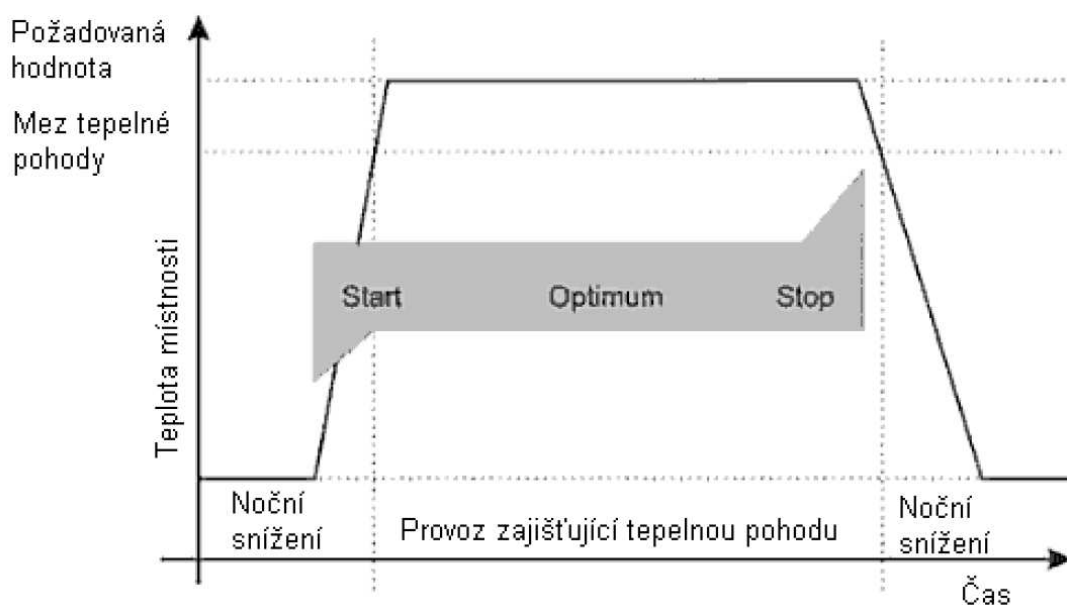 Požadovaná
hodnota
Mez tepelné
pohody
Teplota místnosti
Start
Optimum
Stop
Noční
snížení
Provoz zajišťující tepelnou pohodu
Noční
snížení
Čas